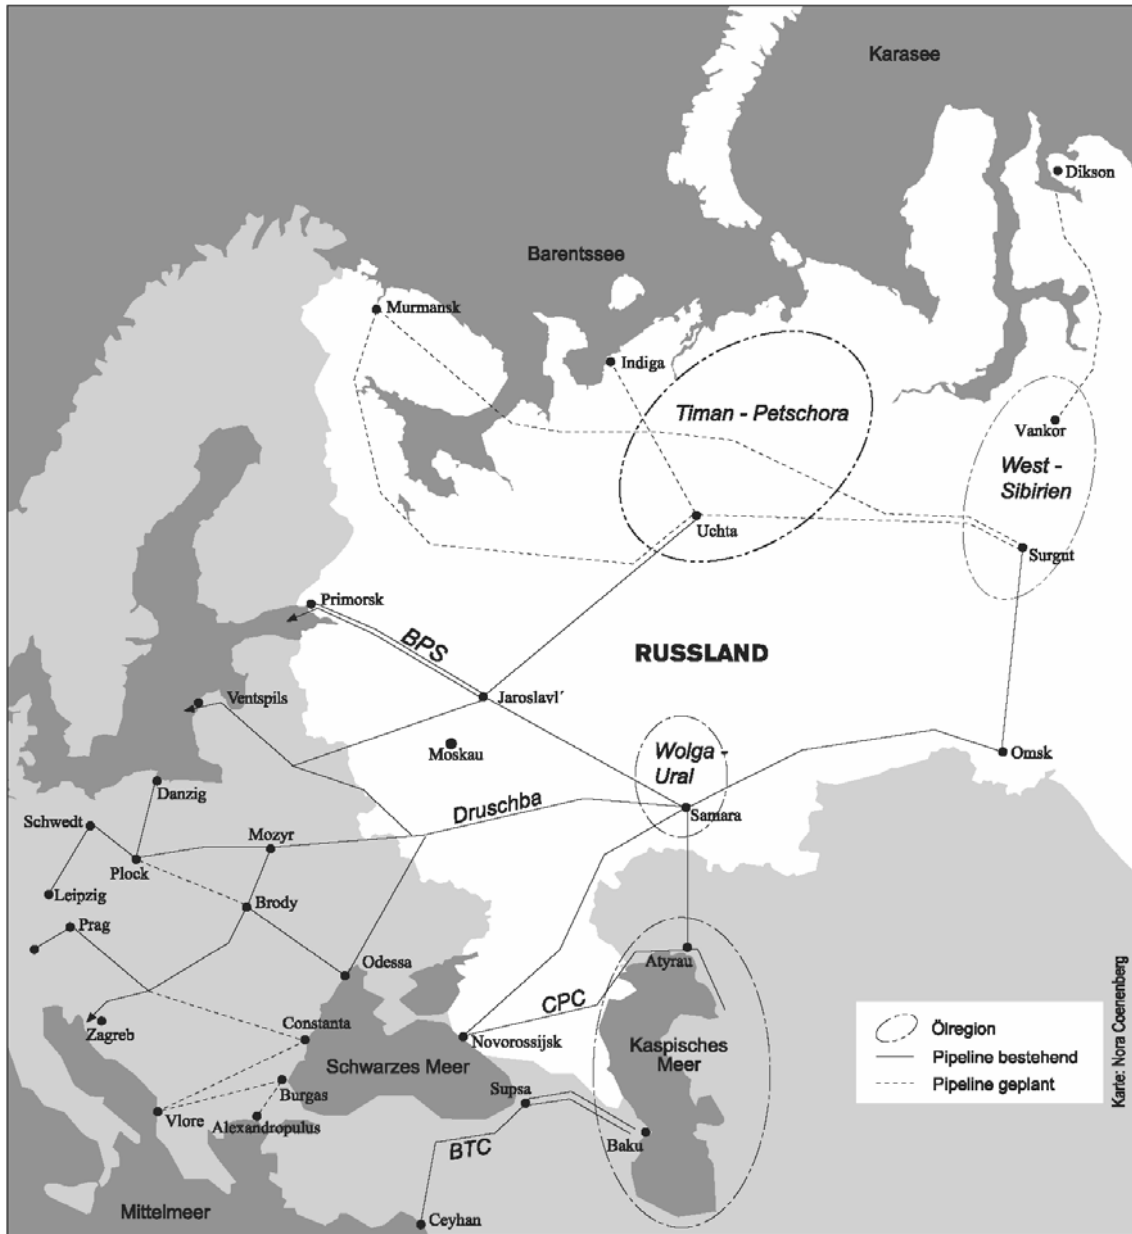 Karasee
Dikson
Barentssee
Murmansk
Indiga
Timan - Petschora
Vankor
West -
Sibirien
Uchta
Surgut
Primorsk
BPS
RUSSLAND
Ventspils
Jaroslavl´
Moskau
Wolga -
Ural
Omsk
Danzig
Druschba
Samara
Schwedt
Mozyr
Plock
Leipzig
Brody
Prag
Odessa
Atyrau
CPC
Zagreb
Constanta
Novorossijsk
Kaspisches
Meer
Schwarzes Meer
Burgas
Supsa
Vlore
Alexandropulus
BTC
Baku
Mittelmeer
Ceyhan
Ölregion
Pipeline bestehend
Pipeline geplant
Karte: Nora Coenenberg